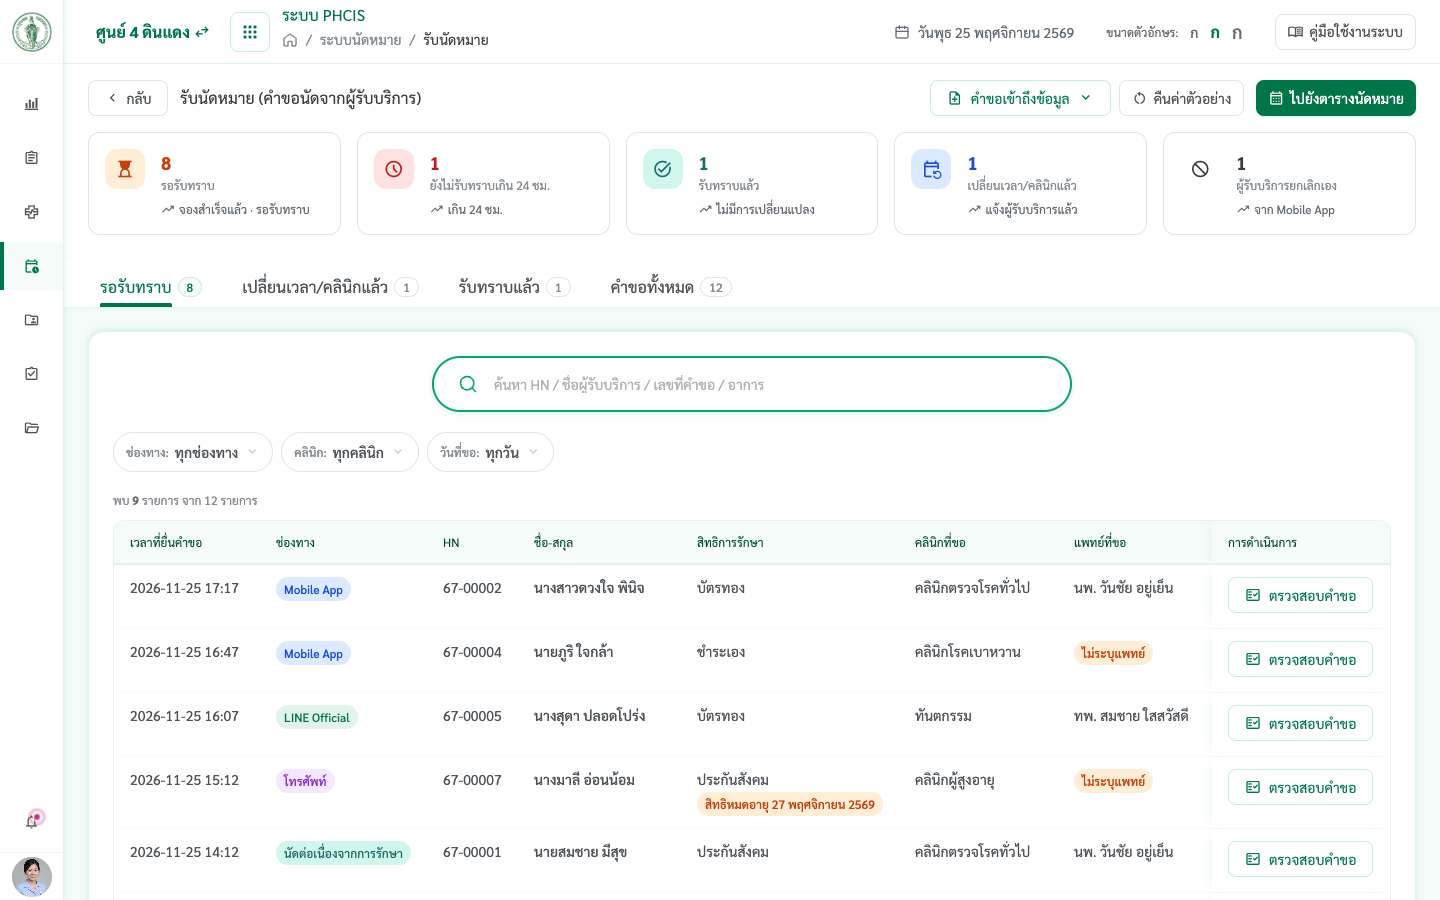 ศูนย์ 4 ดินแดง
ระบบ PHCIS
/ ระบบนัดหมาย / รับนัดหมาย
วันพุธ 25 พฤศจิกายน 2569
ขนาดตัวอักษร: ก ก ก
คู่มือใช้งานระบบ
กลับ
รับนัดหมาย (คำขอนัดจากผู้รับบริการ)
คำขอเข้าถึงข้อมูล
คืนค่าตัวอย่าง
ไปยังตารางนัดหมาย
8
รอรับทราบ
จองสำเร็จแล้ว · รอรับทราบ
1
ยังไม่รับทราบเกิน 24 ชม.
เกิน 24 ชม.
1
รับทราบแล้ว
ไม่มีการเปลี่ยนแปลง
1
เปลี่ยนเวลา/คลินิกแล้ว
แจ้งผู้รับบริการแล้ว
1
ผู้รับบริการยกเลิกเอง
จาก Mobile App
รอรับทราบ 8
เปลี่ยนเวลา/คลินิกแล้ว 1
รับทราบแล้ว 1
คำขอทั้งหมด 12
ค้นหา HN / ชื่อผู้รับบริการ / เลขที่คำขอ / อาการ
ช่องทาง: ทุกช่องทาง
คลินิก: ทุกคลินิก
วันที่ขอ: ทุกวัน
พบ 9 รายการ จาก 12 รายการ
เวลาที่ยื่นคำขอ ช่องทาง HN ชื่อ-สกุล สิทธิการรักษา คลินิกที่ขอ แพทย์ที่ขอ การดำเนินการ
2026-11-25 17:17 Mobile App 67-00002 นางสาวดวงใจ พินิจ บัตรทอง คลินิกตรวจโรคทั่วไป นพ. วันชัย อยู่เย็น ตรวจสอบคำขอ
2026-11-25 16:47 Mobile App 67-00004 นายภูริ ใจกล้า ชำระเอง คลินิกโรคเบาหวาน ไม่ระบุแพทย์ ตรวจสอบคำขอ
2026-11-25 16:07 LINE Official 67-00005 นางสุดา ปลอดโปร่ง บัตรทอง ทันตกรรม ทพ. สมชาย ใสสวัสดี ตรวจสอบคำขอ
2026-11-25 15:12 โทรศัพท์ 67-00007 นางมาลี อ่อนน้อม ประกันสังคม คลินิกผู้สูงอายุ ไม่ระบุแพทย์ ตรวจสอบคำขอ
สิทธิหมดอายุ 27 พฤศจิกายน 2569
2026-11-25 14:12 นัดต่อเนื่องจากการรักษา 67-00001 นายสมชาย มีสุข ประกันสังคม คลินิกตรวจโรคทั่วไป นพ. วันชัย อยู่เย็น ตรวจสอบคำขอ